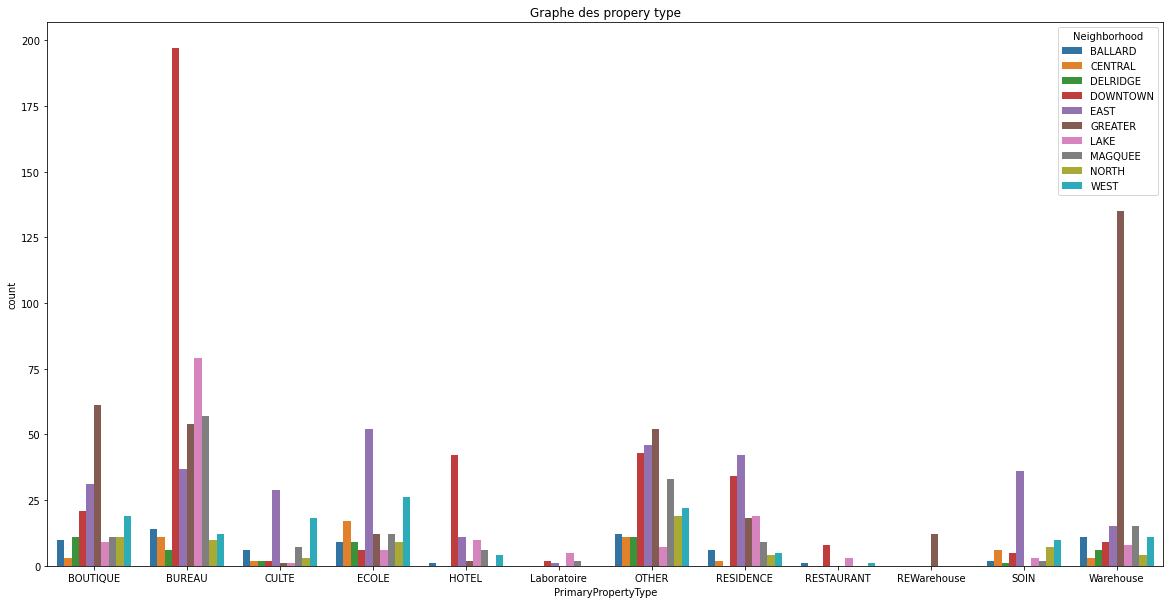 Graphe des propery type
Neighborhood
BALLARD
CENTRAL
DELRIDGE
DOWNTOWN
EAST
GREATER
LAKE
MAGQUEE
NORTH
WEST
count
200
175
150
125
100
75
50
25
0
BOUTIQUE BUREAU CULTE ECOLE HOTEL Laboratoire OTHER RESIDENCE RESTAURANT REWarehouse SOIN Warehouse
PrimaryPropertyType